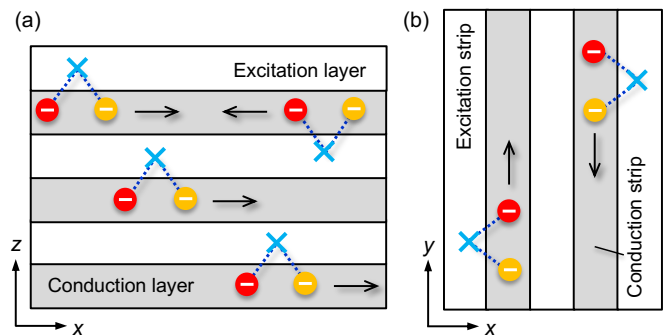 (a)
Excitation layer
Conduction layer
z
x
(b)
Excitation strip
Conduction strip
y
x